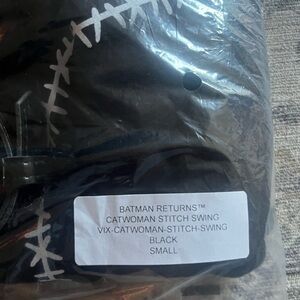 BATMAN RETURNS™
CATWOMAN STITCH SWING
VIX-CATWOMAN-STITCH-SWING
BLACK
SMALL